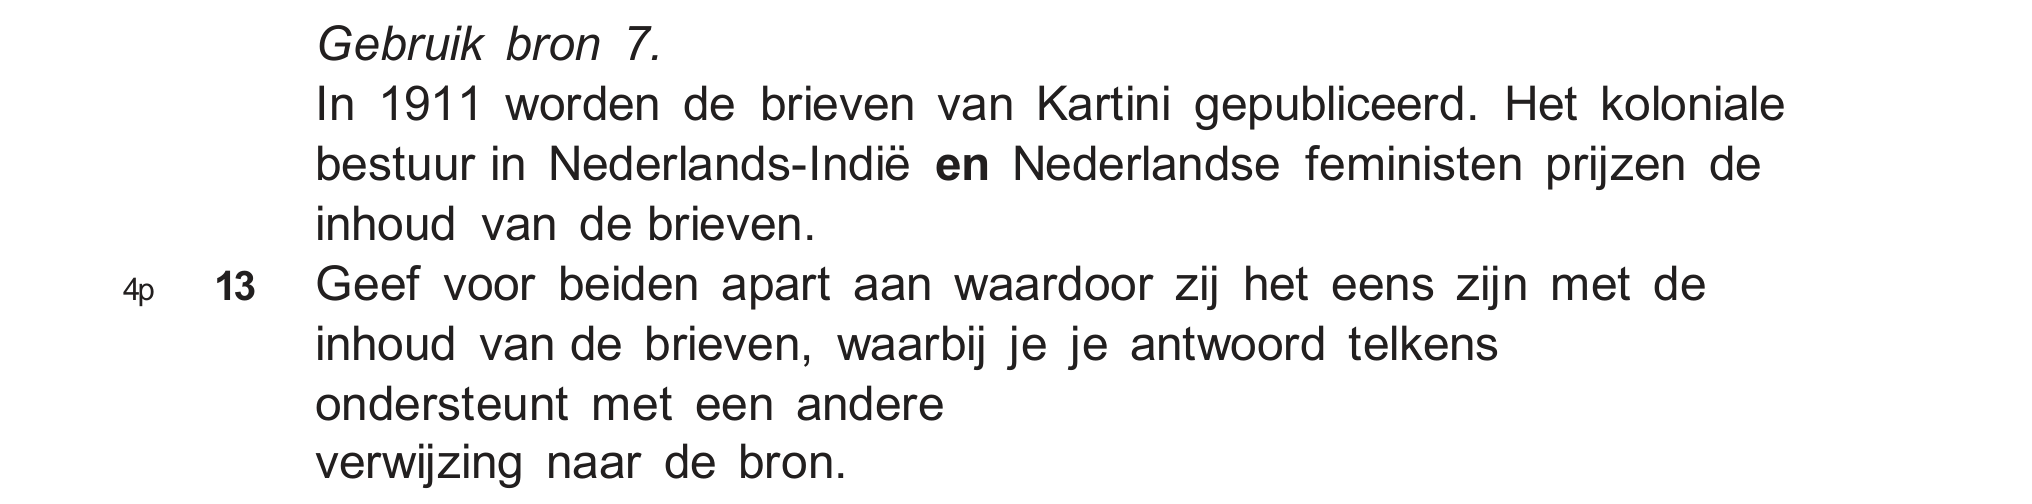 Gebruik bron 7.
In 1911 worden de brieven van Kartini gepubliceerd. Het koloniale
bestuur in Nederlands-Indië en Nederlandse feministen prijzen de
inhoud van de brieven.
4p 13 Geef voor beiden apart aan waardoor zij het eens zijn met de
inhoud van de brieven, waarbij je je antwoord telkens
ondersteunt met een andere
verwijzing naar de bron.